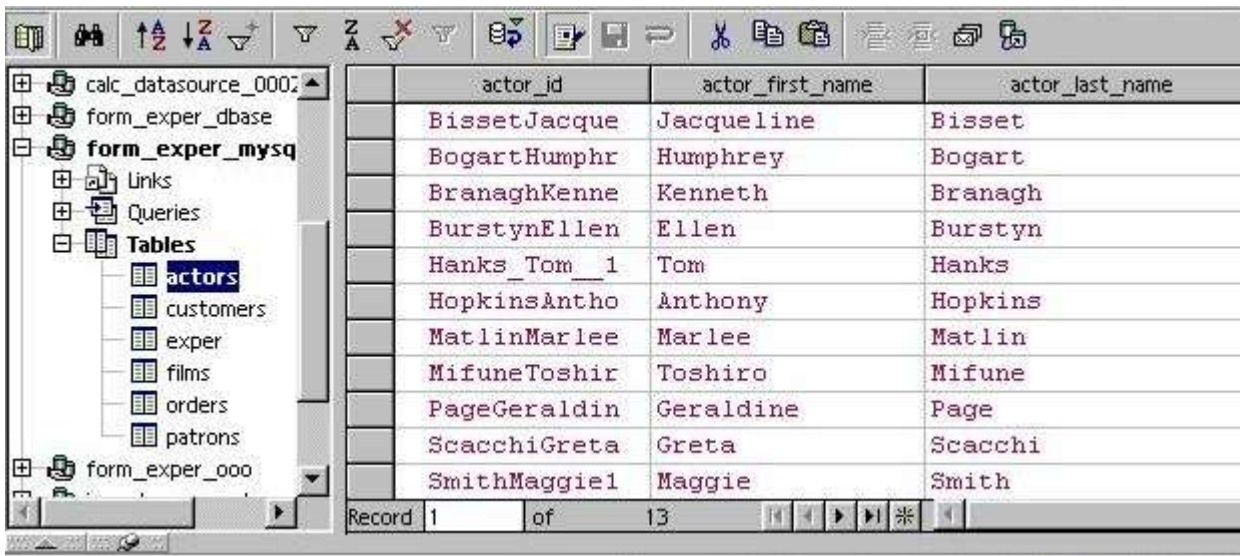 calc_datasource_0002
form_exper_dbase
form_exper_mysq
Links
Queries
Tables
actors
customers
exper
films
orders
patrons
form_exper_ooo
actor_id actor_first_name actor_last_name
BissetJacque Jacqueline Bisset
BogartHumphr Humphrey Bogart
BranaghKenne Kenneth Branagh
BurstynEllen Ellen Burstyn
Hanks_Tom__1 Tom Hanks
HopkinsAntho Anthony Hopkins
MatlinMarlee Marlee Matlin
MifuneToshir Toshiro Mifune
PageGeraldin Geraldine Page
ScacchiGreta Greta Scacchi
SmithMaggie1 Maggie Smith
Record 1 of 13